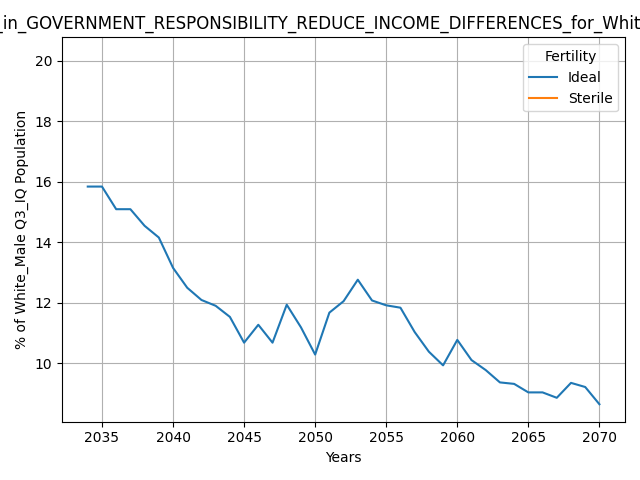 _in_GOVERNMENT_RESPONSIBILITY_REDUCE_INCOME_DIFFERENCES_for_Whit
Fertility
Ideal
Sterile
% of White_Male Q3_IQ Population
20
18
16
14
12
10
2035 2040 2045 2050 2055 2060 2065 2070
Years